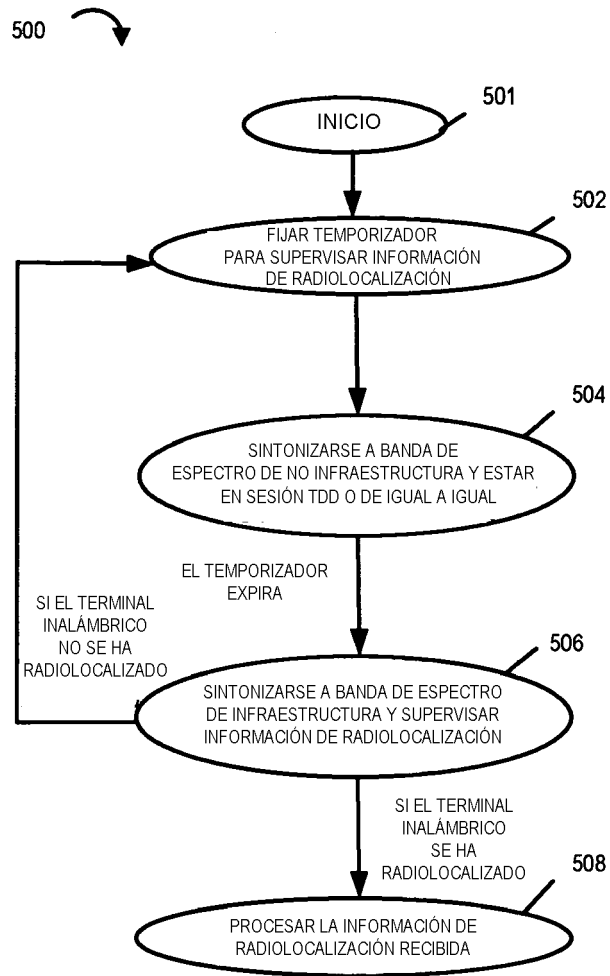 500
501
INICIO
502
FIJAR TEMPORIZADOR
PARA SUPERVISAR INFORMACIÓN
DE RADIOLOCALIZACIÓN
504
SINTONIZARSE A BANDA DE
ESPECTRO DE NO INFRAESTRUCTURA Y ESTAR
EN SESIÓN TDD O DE IGUAL A IGUAL
EL TEMPORIZADOR
EXPIRA
SI EL TERMINAL
INALÁMBRICO
NO SE HA
RADIOLOCALIZADO
506
SINTONIZARSE A BANDA DE ESPECTRO
DE INFRAESTRUCTURA Y SUPERVISAR
INFORMACIÓN DE RADIOLOCALIZACIÓN
SI EL TERMINAL
INALÁMBRICO
SE HA
RADIOLOCALIZADO
508
PROCESAR LA INFORMACIÓN DE
RADIOLOCALIZACIÓN RECIBIDA